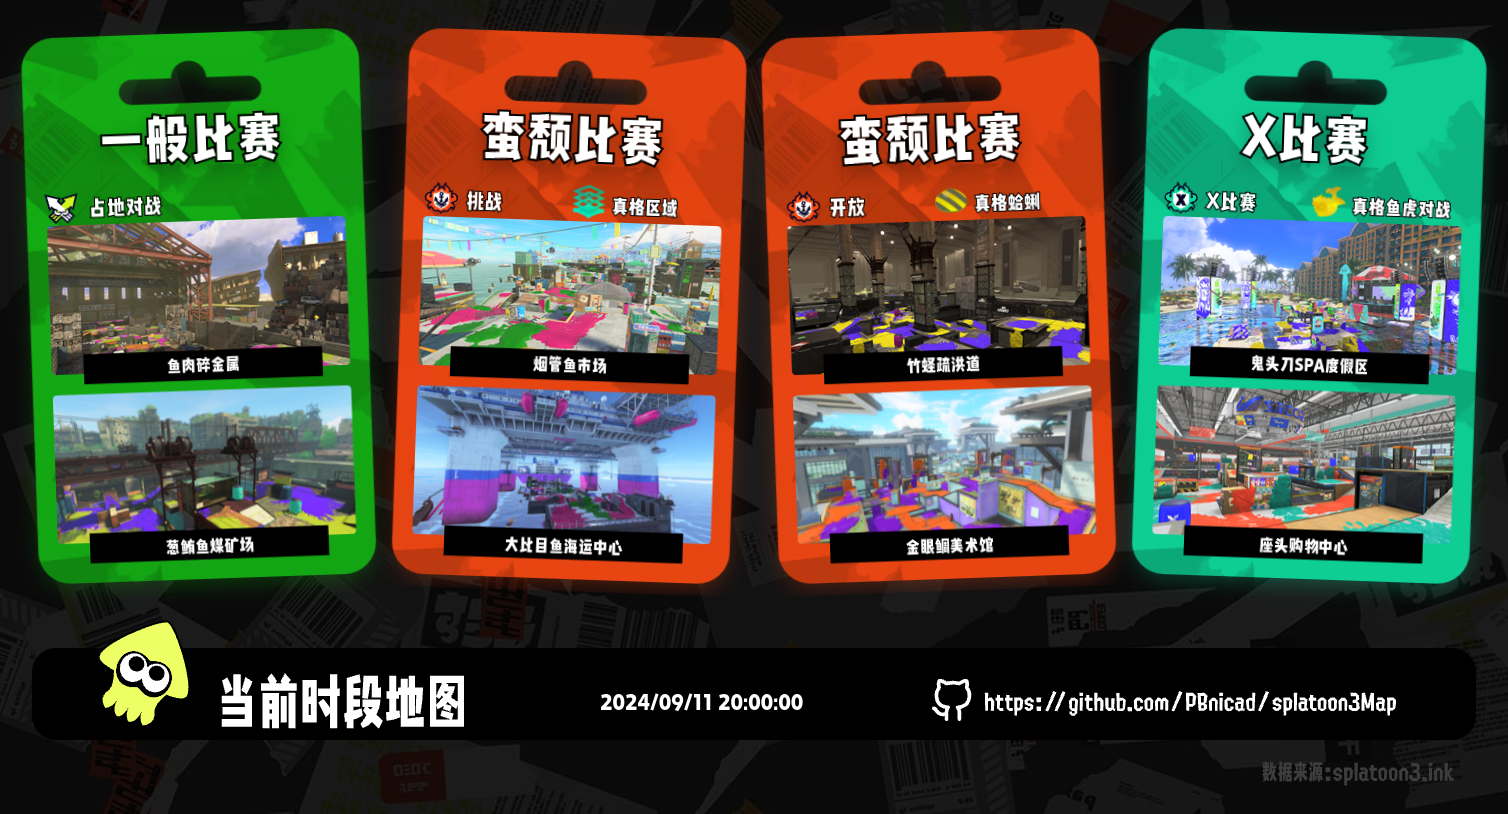 一般比赛
占地对战
鱼肉碎金属
葱鲔鱼煤矿场
蛮颓比赛
挑战
真格区域
烟管鱼市场
大比目鱼海运中心
蛮颓比赛
开放
真格蛤蜊
竹蛏疏洪道
金眼鲷美术馆
X比赛
X比赛
真格鱼虎对战
鬼头刀SPA度假区
座头购物中心
当前时段地图
2024/09/11 20:00:00
https://github.com/PBnicad/splatoon3Map
数据来源:splatoon3.ink